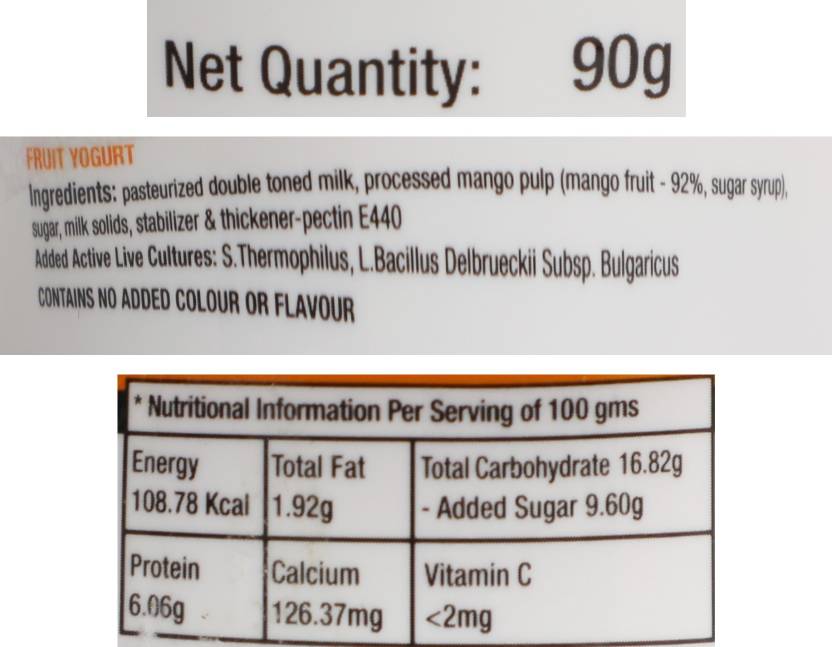 Net Quantity: 90g
FRUIT YOGURT
Ingredients: pasteurized double toned milk, processed mango pulp (mango fruit - 92%, sugar syrup),
sugar, milk solids, stabilizer & thickener-pectin E440
Added Active Live Cultures: S.Thermophilus, L.Bacillus Delbrueckii Subsp. Bulgaricus
CONTAINS NO ADDED COLOUR OR FLAVOUR
* Nutritional Information Per Serving of 100 gms
Energy
108.78 Kcal
Total Fat
1.92g
Total Carbohydrate 16.82g
- Added Sugar 9.60g
Protein
6.06g
Calcium
126.37mg
Vitamin C
<2mg